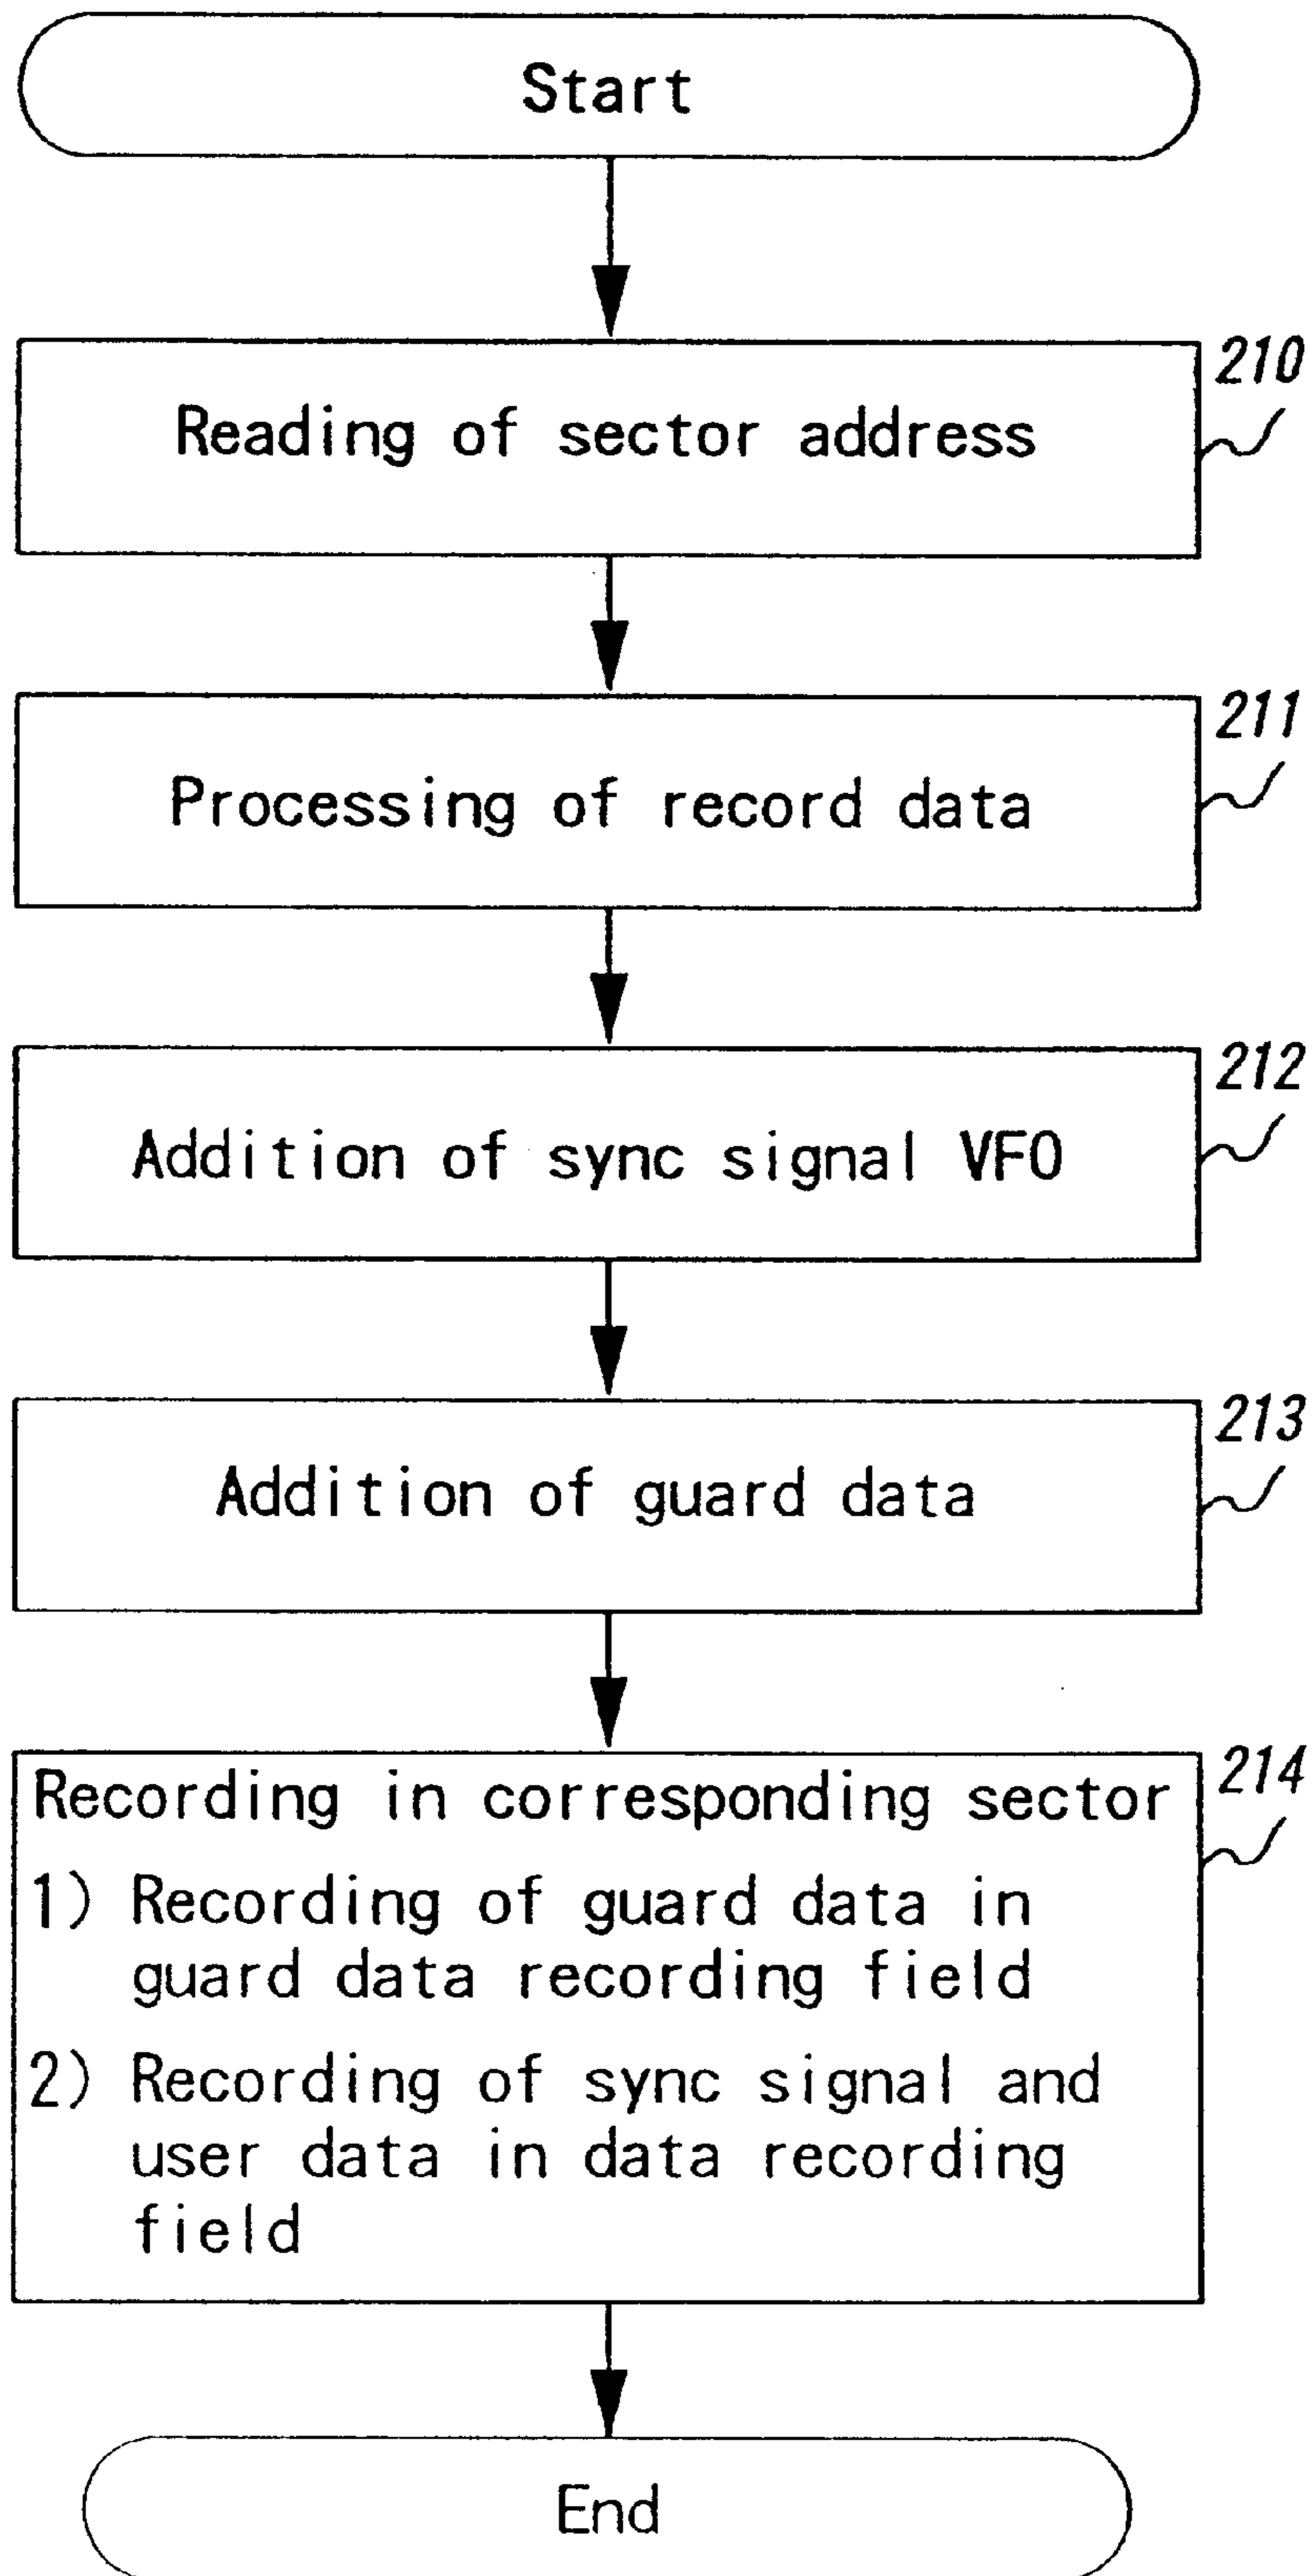 Start
210
Reading of sector address
211
Processing of record data
212
Addition of sync signal VFO
213
Addition of guard data
214
Recording in corresponding sector
1) Recording of guard data in
guard data recording field
2) Recording of sync signal and
user data in data recording
field
End